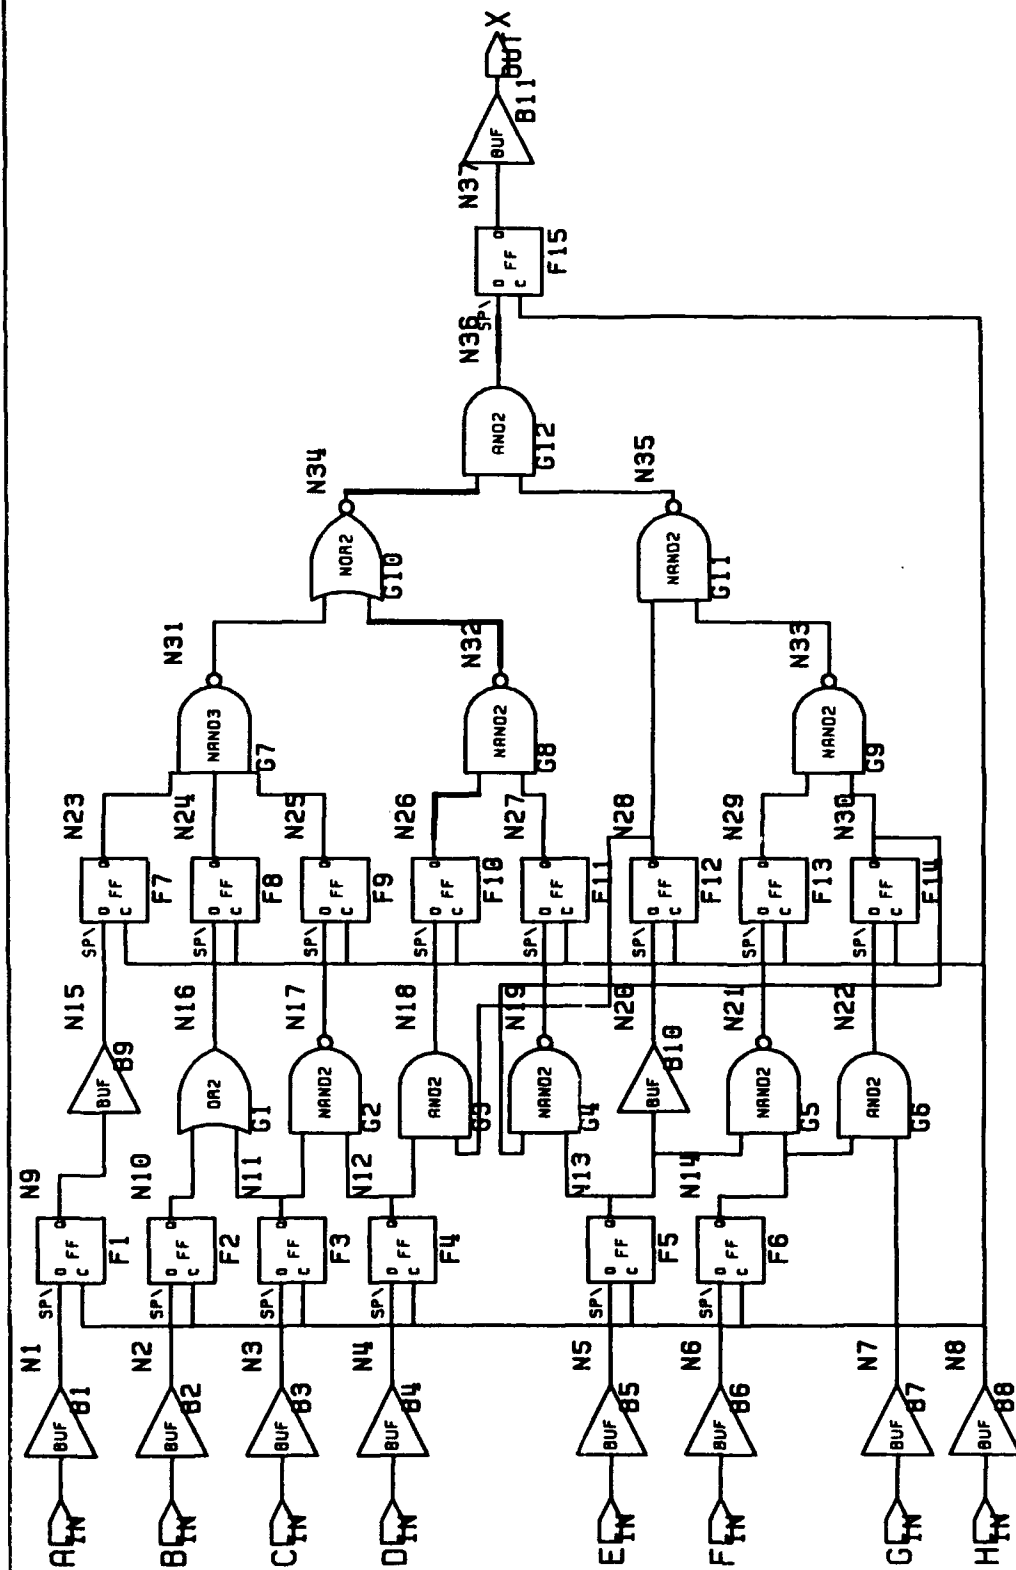 X
OUT
B11
BUF
N37
Q
FF
D
C
F15
SP\
N36
AND2
G12
N34
N35
NOR2
G10
NAND2
G11
N31
N32
N33
NAND3
G7
NAND2
G8
NAND2
G9
N23
N24
N25
N26
N27
N28
N29
N30
Q FF D C F7
Q FF D C F8
Q FF D C F9
Q FF D C F10
Q FF D C F11
Q FF D C F12
Q FF D C F13
Q FF D C F14
SP\
SP\
SP\
SP\
SP\
SP\
SP\
SP\
N15
N16
N17
N18
N19
N20
N21
N22
BUF
B9
OR2
G1
NAND2
G2
AND2
G3
NAND2
G4
BUF
B10
NAND2
G5
AND2
G6
N9
N10
N11
N12
N13
N14
Q FF D C F1
Q FF D C F2
Q FF D C F3
Q FF D C F4
Q FF D C F5
Q FF D C F6
SP\
SP\
SP\
SP\
SP\
SP\
N1
N2
N3
N4
N5
N6
N7
N8
BUF B1
BUF B2
BUF B3
BUF B4
BUF B5
BUF B6
BUF B7
BUF B8
A IN
B IN
C IN
D IN
E IN
F IN
G IN
H IN